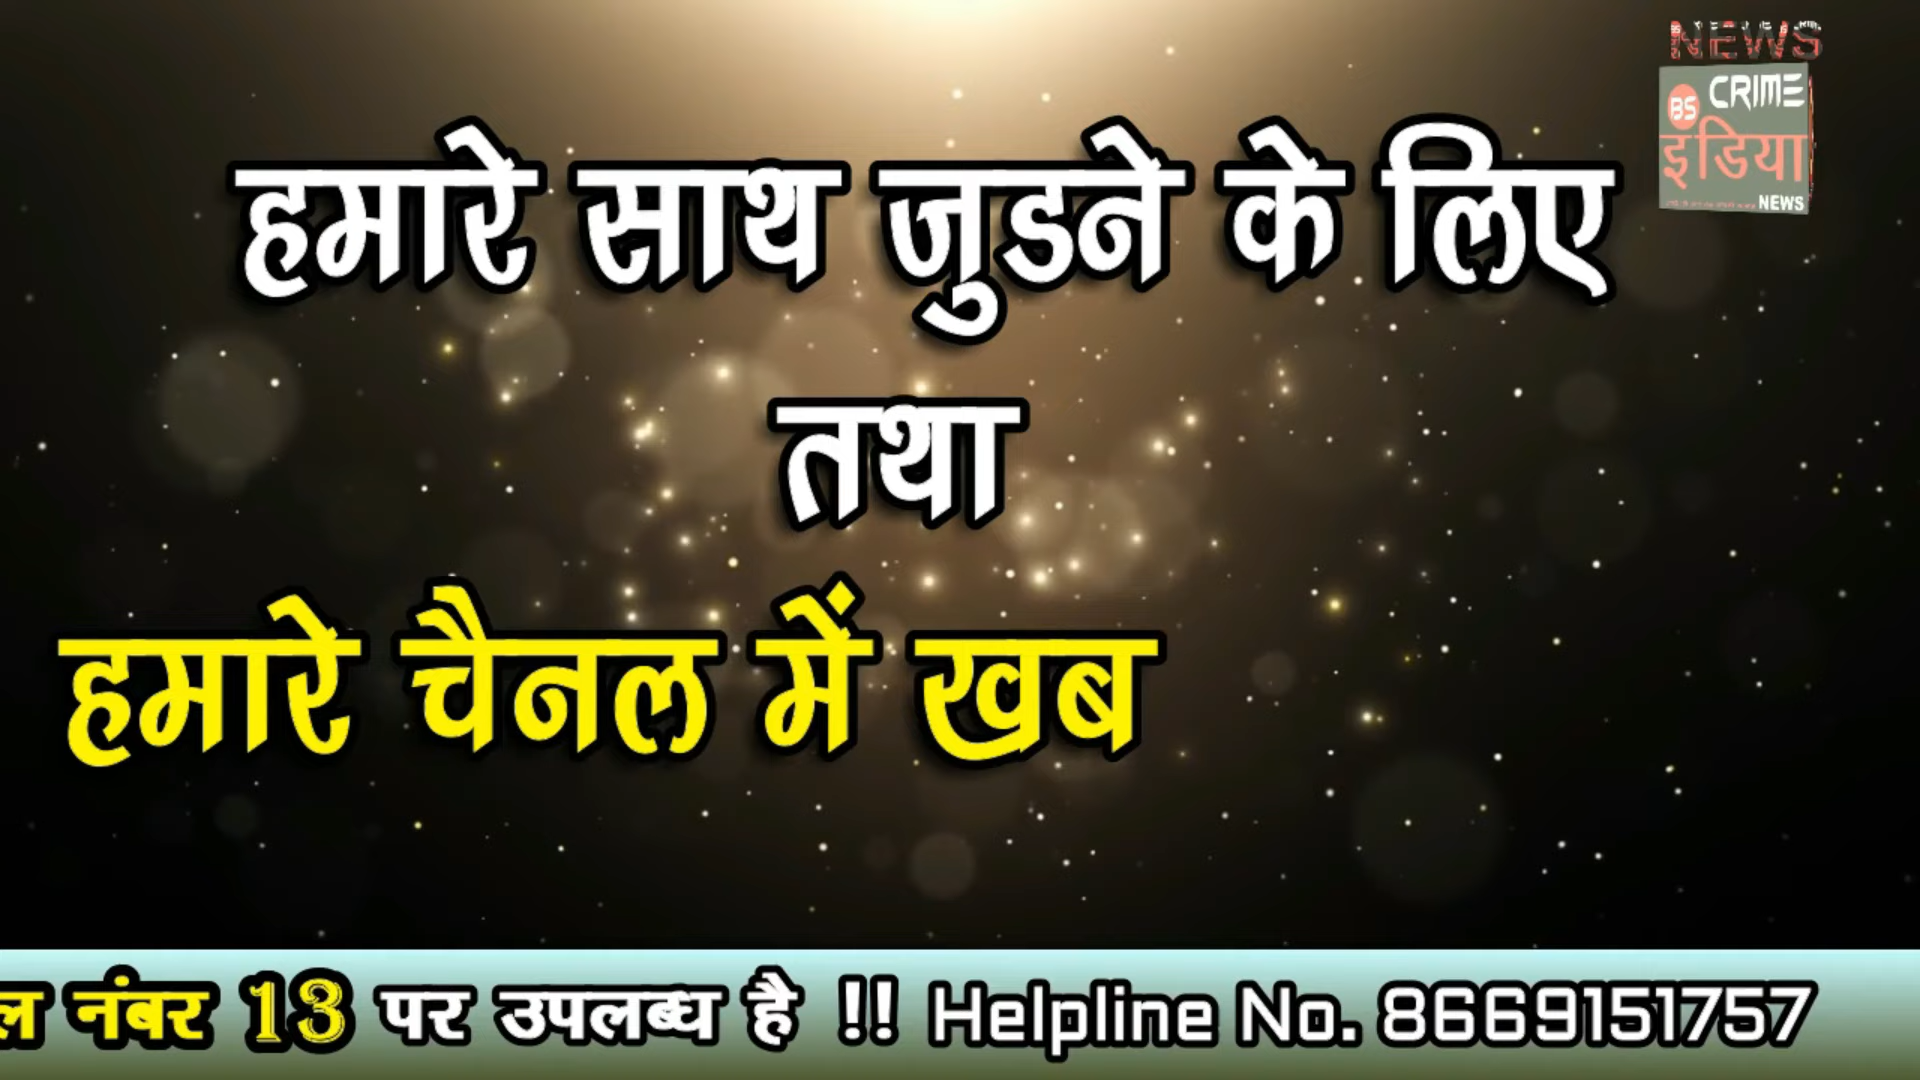 NEWS
BS CRIME
इंडिया
NEWS
हमारे साथ जुडने के लिए
तथा
हमारे चैनल में खब
ल नंबर 13 पर उपलब्ध है !! Helpline No. 8669151757